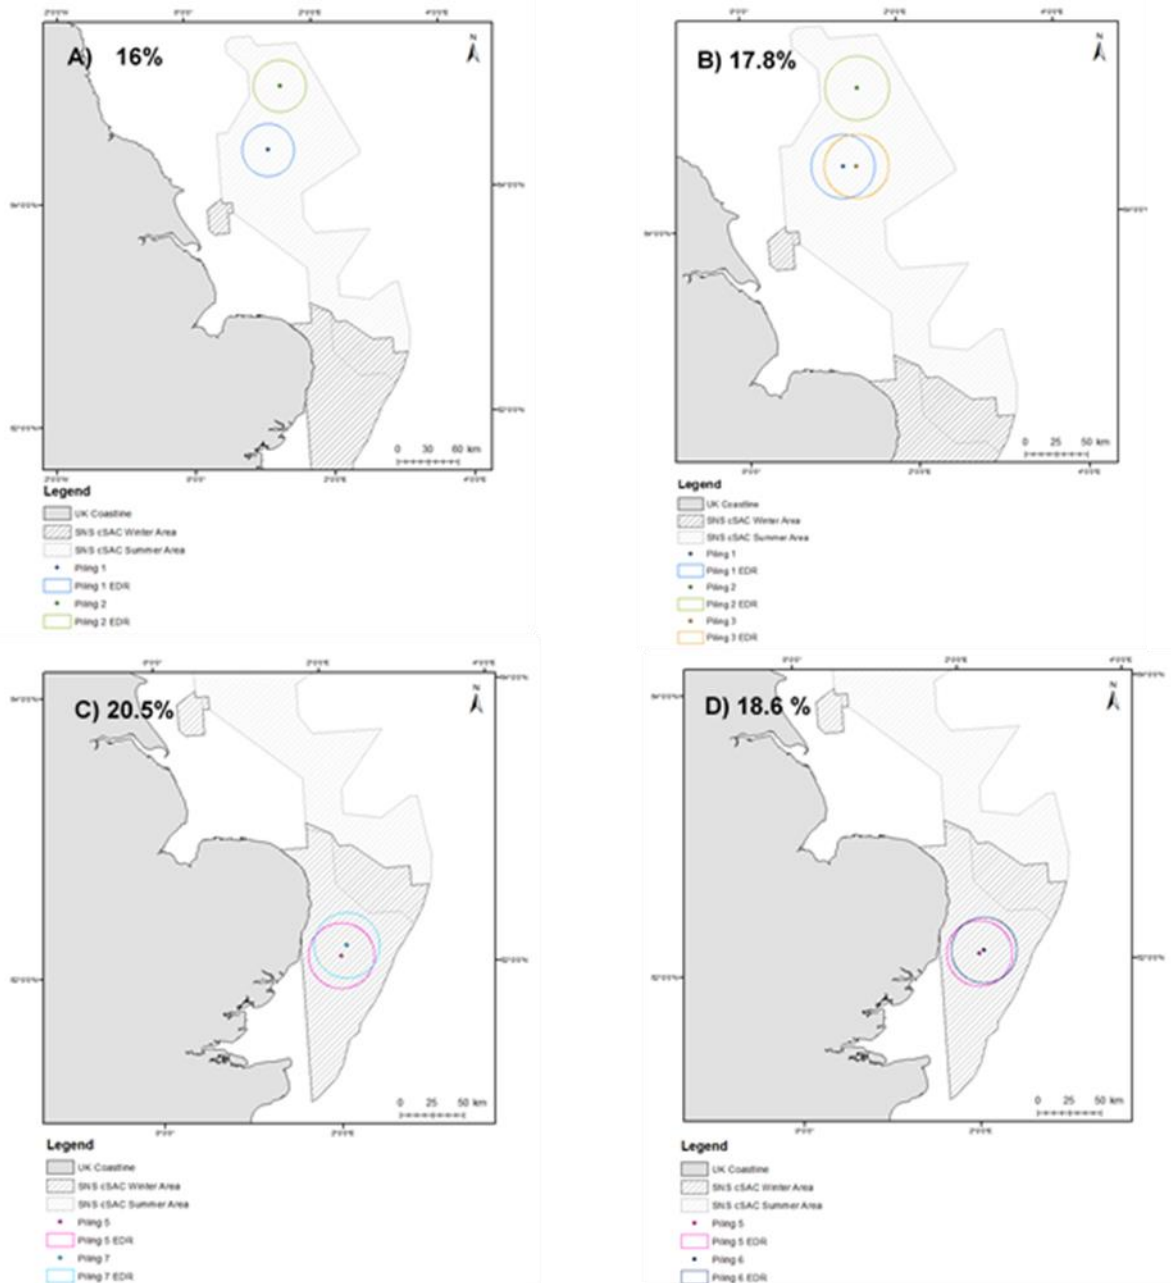 A) 16%
N
0 30 60 km
Legend
UK Coastline
SNS cSAC Winter Area
SNS cSAC Summer Area
Piling 1
Piling 1 EDR
Piling 2
Piling 2 EDR
B) 17.8%
N
0 25 50 km
Legend
UK Coastline
SNS cSAC Winter Area
SNS cSAC Summer Area
Piling 1
Piling 1 EDR
Piling 2
Piling 2 EDR
Piling 3
Piling 3 EDR
C) 20.5%
N
0 25 50 km
Legend
UK Coastline
SNS cSAC Winter Area
SNS cSAC Summer Area
Piling 5
Piling 5 EDR
Piling 7
Piling 7 EDR
D) 18.6 %
N
0 25 50 km
Legend
UK Coastline
SNS cSAC Winter Area
SNS cSAC Summer Area
Piling 5
Piling 5 EDR
Piling 6
Piling 6 EDR